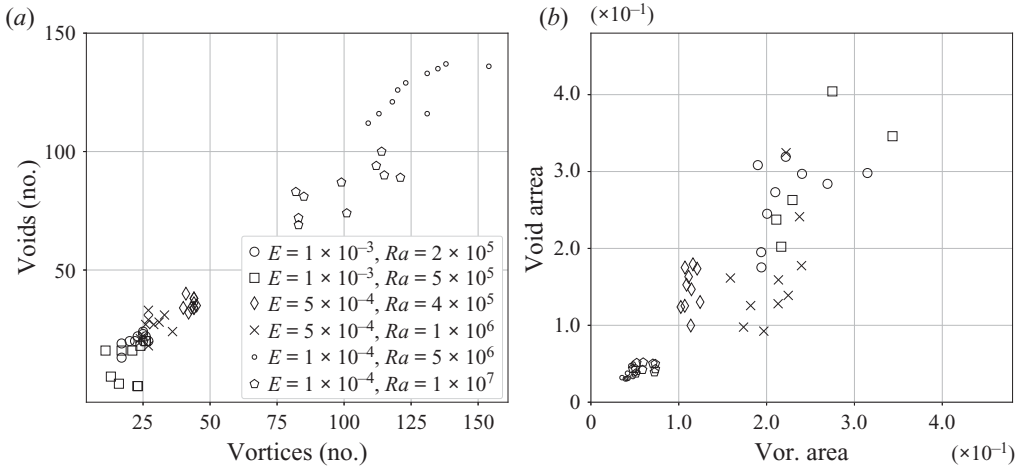 (a)
150
100
50
Voids (no.)
25
50
75
100
125
150
Vortices (no.)
E = 1 × 10⁻³, Ra = 2 × 10⁵
E = 1 × 10⁻³, Ra = 5 × 10⁵
E = 5 × 10⁻⁴, Ra = 4 × 10⁵
E = 5 × 10⁻⁴, Ra = 1 × 10⁶
E = 1 × 10⁻⁴, Ra = 5 × 10⁶
E = 1 × 10⁻⁴, Ra = 1 × 10⁷
(b)
(×10⁻¹)
4.0
3.0
2.0
1.0
0
Void arrea
0
1.0
2.0
3.0
4.0
Vor. area
(×10⁻¹)